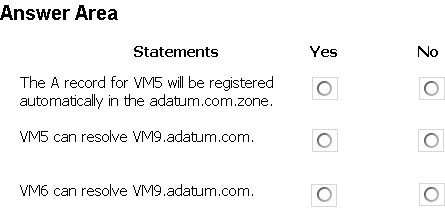 Answer Area
Statements Yes No
The A record for VM5 will be registered
automatically in the adatum.com.zone.
VM5 can resolve VM9.adatum.com.
VM6 can resolve VM9.adatum.com.